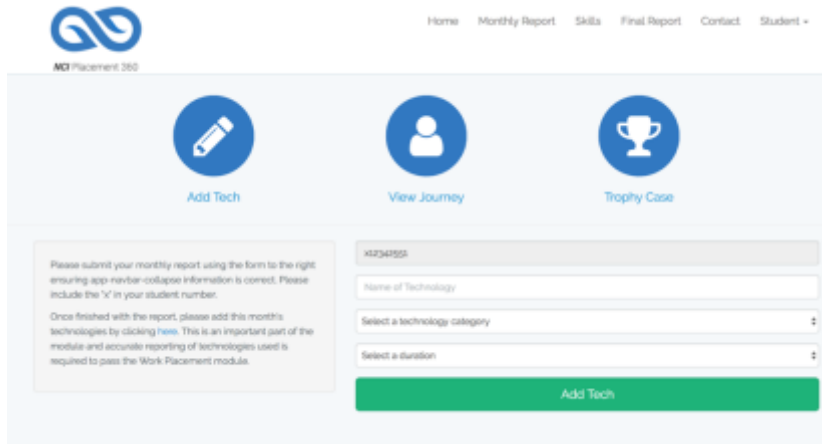 Home Monthly Report Skills Final Report Contact Student
NCI Placement 360
Add Tech View Journey Trophy Case
Please submit your monthly report using the form to the right
ensuring app-navbar-collapse information is correct. Please
include the "x" in your student number.
Once finished with the report, please add this month's
technologies by clicking here. This is an important part of the
module and accurate reporting of technologies used is
required to pass the Work Placement module.
x12342551
Name of Technology
Select a technology category
Select a duration
Add Tech